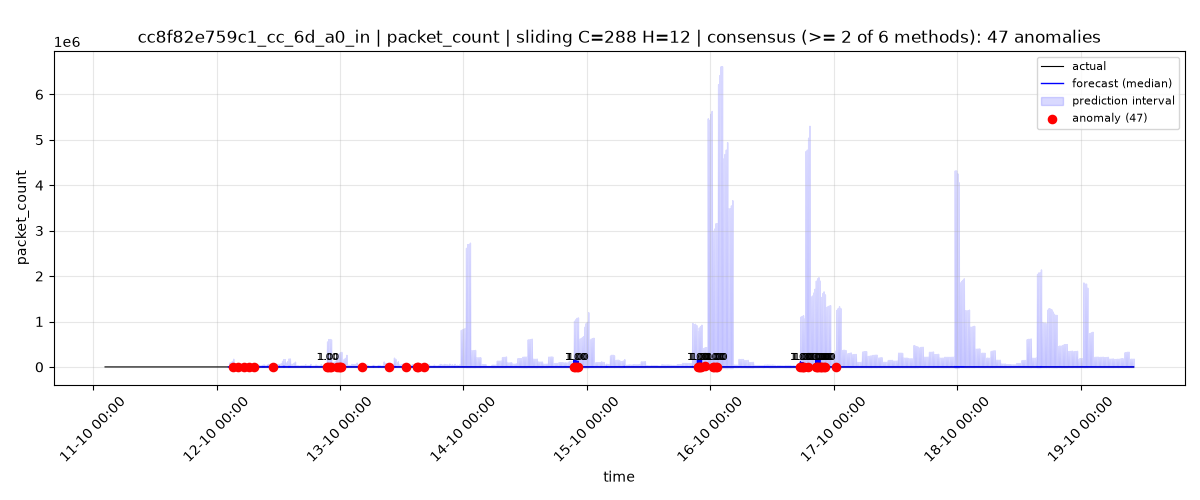 cc8f82e759c1_cc_6d_a0_in | packet_count | sliding C=288 H=12 | consensus (>= 2 of 6 methods): 47 anomalies
1e6
actual
forecast (median)
prediction interval
anomaly (47)
6
5
4
3
2
1
0
packet_count
1.00
1.00
11-10 00:00
12-10 00:00
13-10 00:00
14-10 00:00
15-10 00:00
16-10 00:00
17-10 00:00
18-10 00:00
19-10 00:00
time